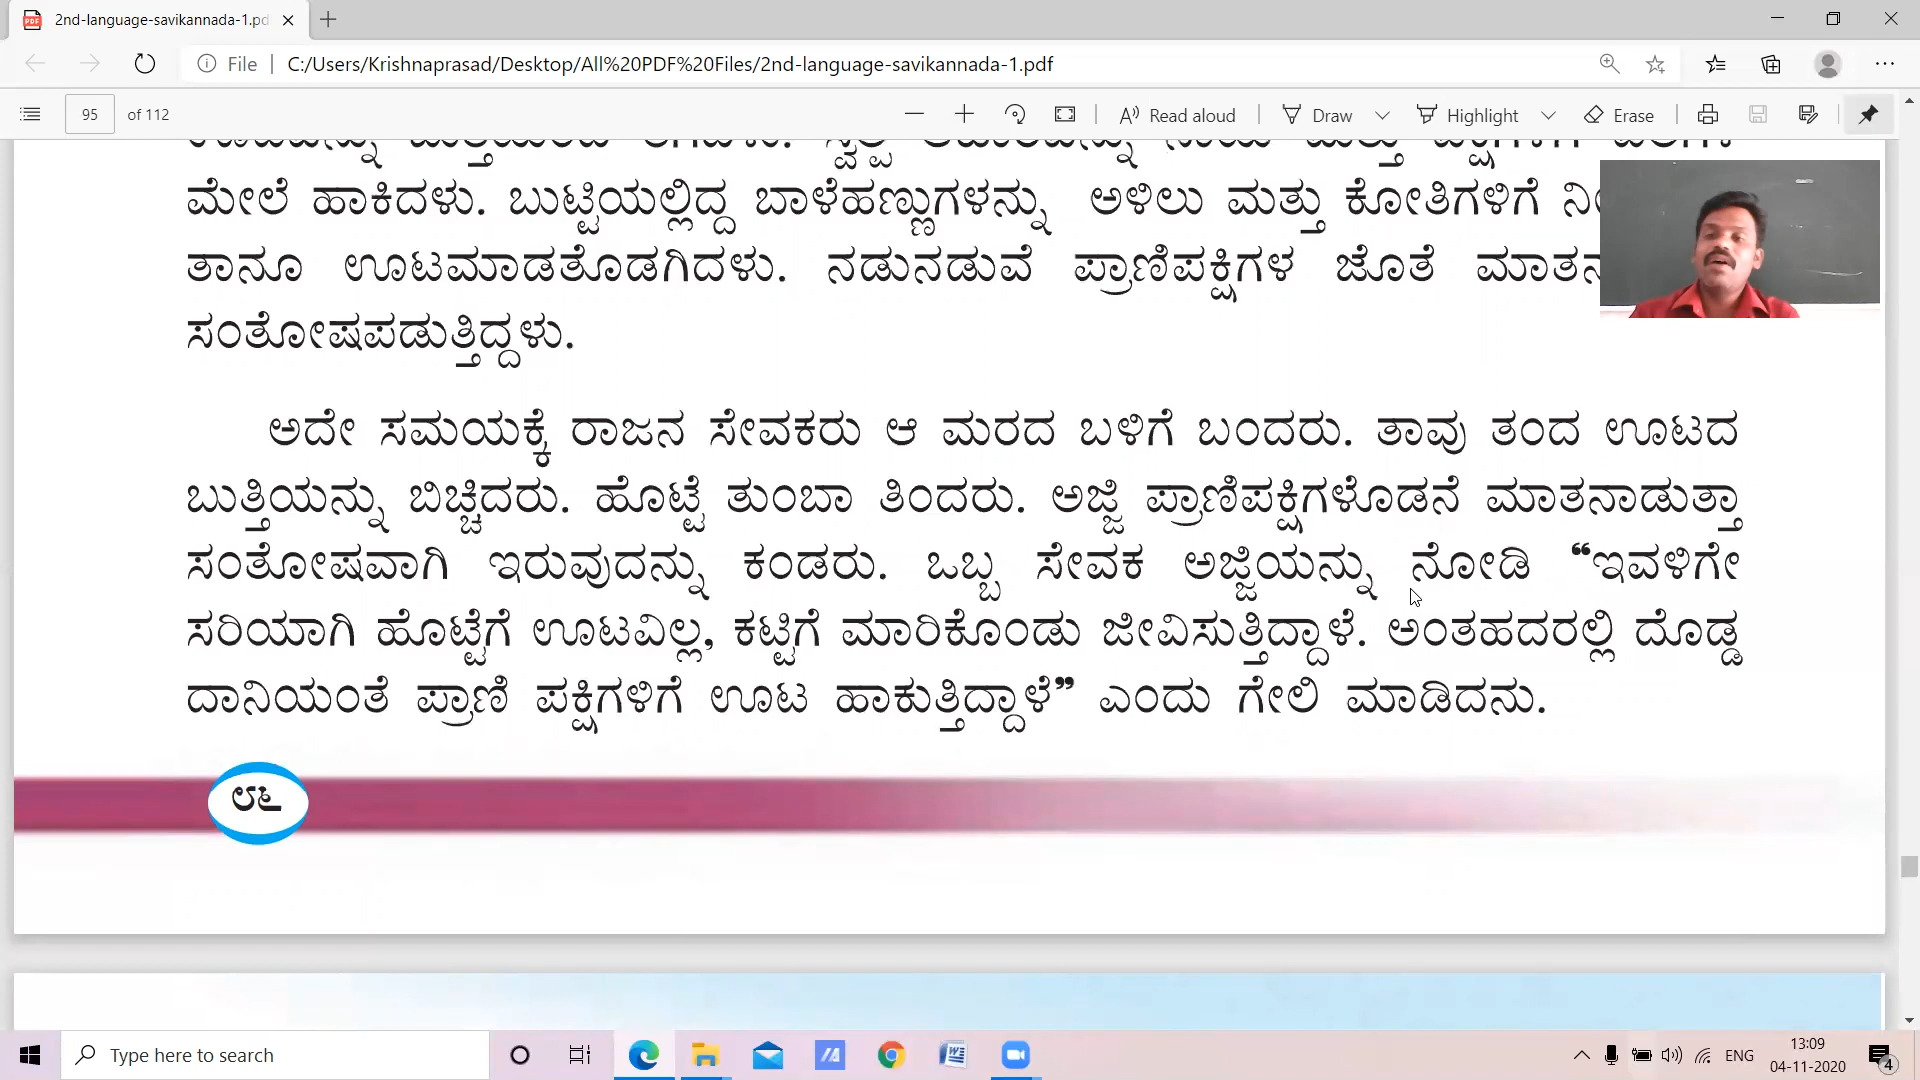 2nd-language-savikannada-1.pd
File
C:/Users/Krishnaprasad/Desktop/All%20PDF%20Files/2nd-language-savikannada-1.pdf
95 of 112
Read aloud
Draw
Highlight
Erase
ಮೇಲೆ ಹಾಕಿದಳು. ಬುಟ್ಟಿಯಲ್ಲಿದ್ದ ಬಾಳೆಹಣ್ಣುಗಳನ್ನು ಅಳಿಲು ಮತ್ತು ಕೋತಿಗಳಿಗೆ
ತಾನೂ ಊಟಮಾಡತೊಡಗಿದಳು. ನಡುನಡುವೆ ಪ್ರಾಣಿಪಕ್ಷಿಗಳ ಜೊತೆ
ಸಂತೋಷಪಡುತ್ತಿದ್ದಳು.
ಅದೇ ಸಮಯಕ್ಕೆ ರಾಜನ ಸೇವಕರು ಆ ಮರದ ಬಳಿಗೆ ಬಂದರು. ತಾವು ತಂದ ಊಟದ
ಬುತ್ತಿಯನ್ನು ಬಿಚ್ಚಿದರು. ಹೊಟ್ಟೆ ತುಂಬಾ ತಿಂದರು. ಅಜ್ಜಿ ಪ್ರಾಣಿಪಕ್ಷಿಗಳೊಡನೆ ಮಾತನಾಡುತ್ತಾ
ಸಂತೋಷವಾಗಿ ಇರುವುದನ್ನು ಕಂಡರು. ಒಬ್ಬ ಸೇವಕ ಅಜ್ಜಿಯನ್ನು ನೋಡಿ “ಇವಳಿಗೇ
ಸರಿಯಾಗಿ ಹೊಟ್ಟೆಗೆ ಊಟವಿಲ್ಲ, ಕಟ್ಟಿಗೆ ಮಾರಿಕೊಂಡು ಜೀವಿಸುತ್ತಿದ್ದಾಳೆ. ಅಂತಹದರಲ್ಲಿ ದೊಡ್ಡ
ದಾನಿಯಂತೆ ಪ್ರಾಣಿ ಪಕ್ಷಿಗಳಿಗೆ ಊಟ ಹಾಕುತ್ತಿದ್ದಾಳೆ” ಎಂದು ಗೇಲಿ ಮಾಡಿದನು.
೮೬
Type here to search
ENG
13:09
04-11-2020
4